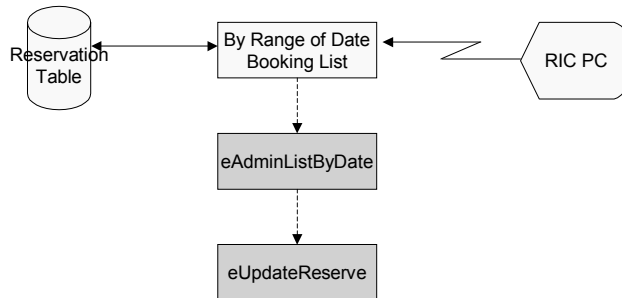 Reservation
Table
By Range of Date
Booking List
RIC PC
eAdminListByDate
eUpdateReserve